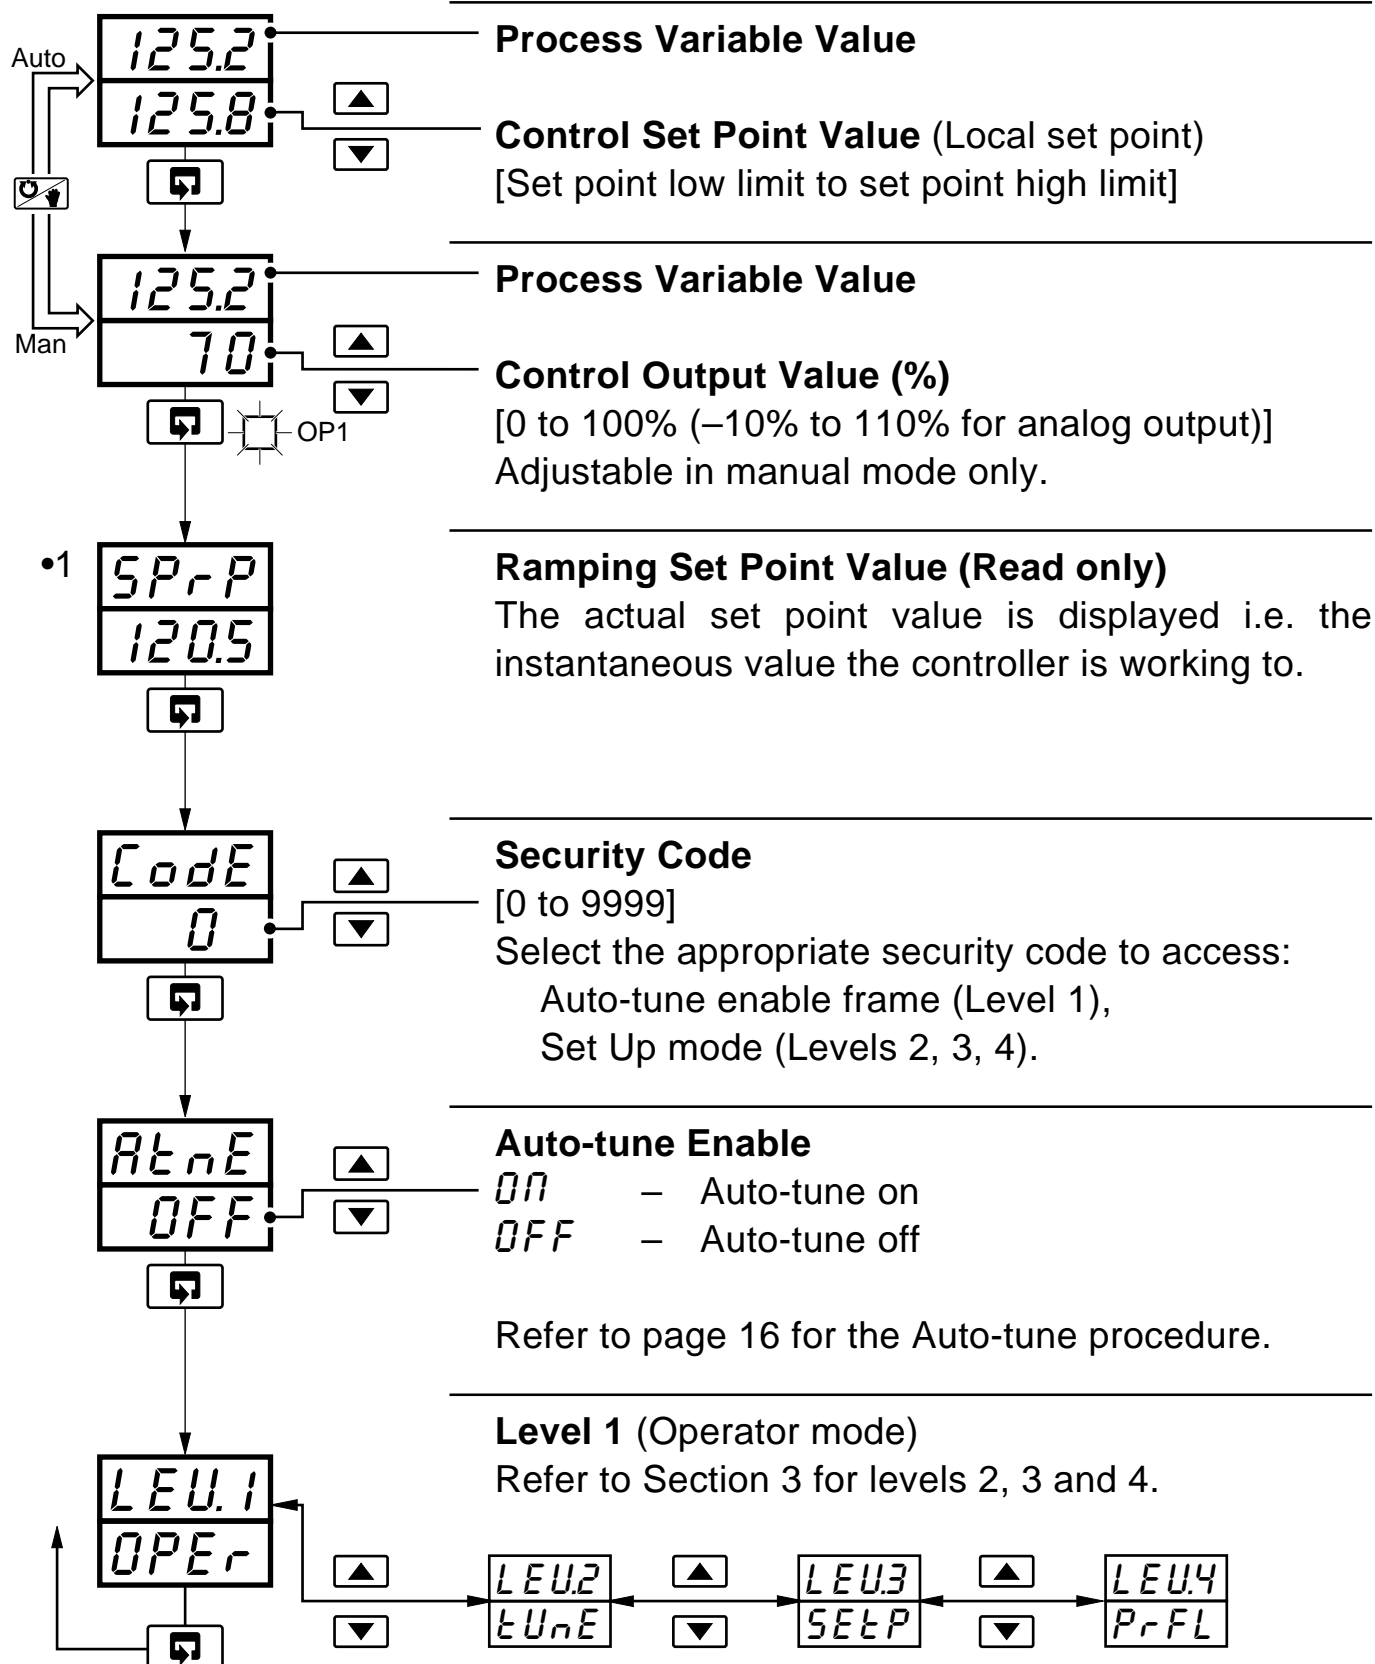 Auto
125.2
125.8
Process Variable Value
Control Set Point Value (Local set point)
[Set point low limit to set point high limit]
Man
125.2
70
OP1
Process Variable Value
Control Output Value (%)
[0 to 100% (–10% to 110% for analog output)]
Adjustable in manual mode only.
•1
SPrP
120.5
Ramping Set Point Value (Read only)
The actual set point value is displayed i.e. the
instantaneous value the controller is working to.
CodE
0
Security Code
[0 to 9999]
Select the appropriate security code to access:
Auto-tune enable frame (Level 1),
Set Up mode (Levels 2, 3, 4).
AtnE
OFF
Auto-tune Enable
On – Auto-tune on
OFF – Auto-tune off
Refer to page 16 for the Auto-tune procedure.
LEV.1
OPEr
Level 1 (Operator mode)
Refer to Section 3 for levels 2, 3 and 4.
LEV.2
tUnE
LEV.3
SEtP
LEV.4
PrFL